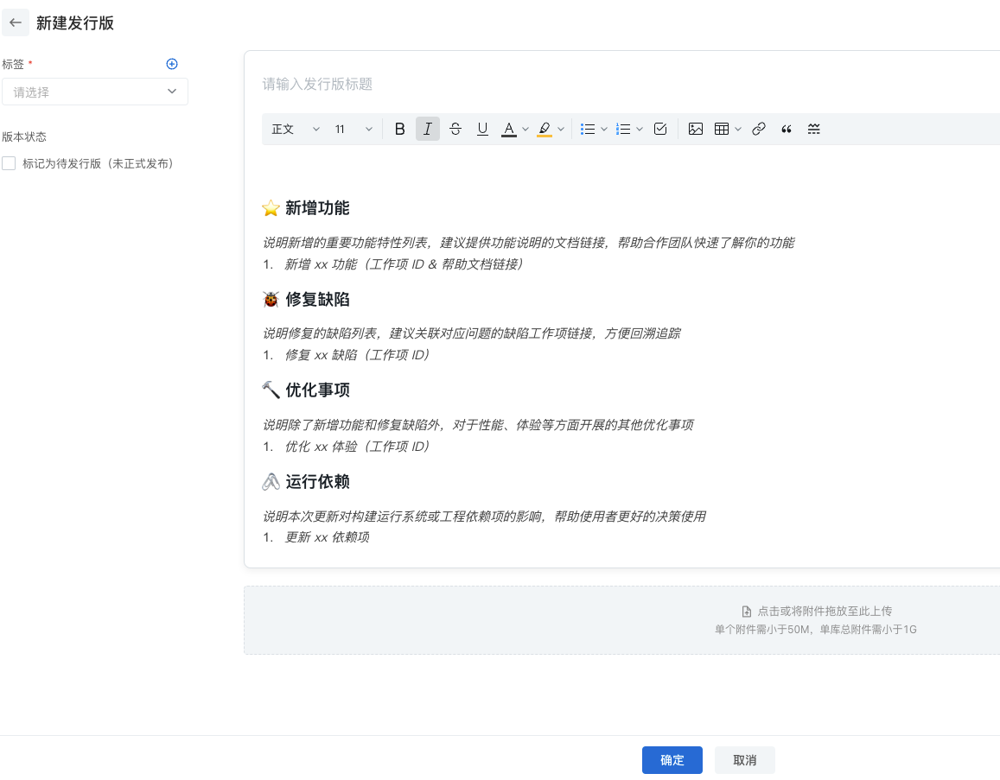 新建发行版
标签 *
请选择
版本状态
标记为待发行版（未正式发布）
请输入发行版标题
正文 11 B I S U A
⭐ 新增功能
说明新增的重要功能特性列表，建议提供功能说明的文档链接，帮助合作团队快速了解你的功能
1. 新增 xx 功能（工作项 ID & 帮助文档链接）
🐞 修复缺陷
说明修复的缺陷列表，建议关联对应问题的缺陷工作项链接，方便回溯追踪
1. 修复 xx 缺陷（工作项 ID）
🔨 优化事项
说明除了新增功能和修复缺陷外，对于性能、体验等方面开展的其他优化事项
1. 优化 xx 体验（工作项 ID）
🖇 运行依赖
说明本次更新对构建运行系统或工程依赖项的影响，帮助使用者更好的决策使用
1. 更新 xx 依赖项
点击或将附件拖放至此上传
单个附件需小于50M，单库总附件需小于1G
确定 取消